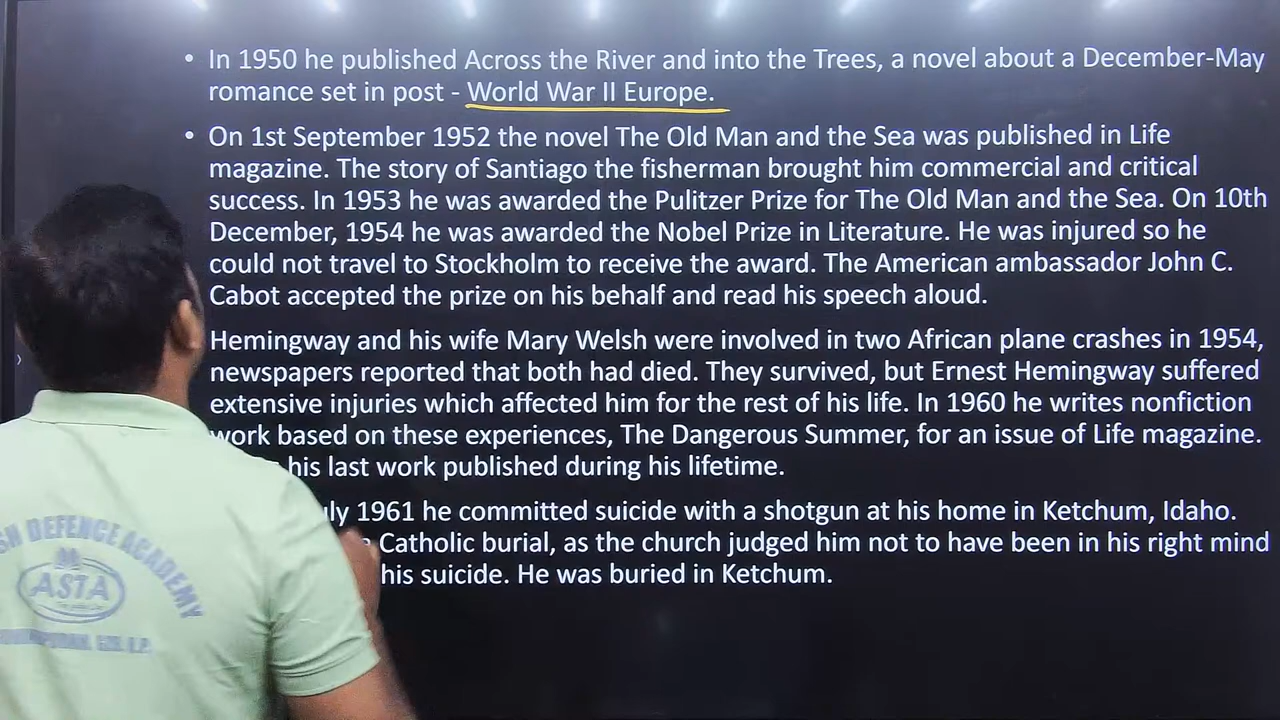 • In 1950 he published Across the River and into the Trees, a novel about a December-May
romance set in post - World War II Europe.
• On 1st September 1952 the novel The Old Man and the Sea was published in Life
magazine. The story of Santiago the fisherman brought him commercial and critical
success. In 1953 he was awarded the Pulitzer Prize for The Old Man and the Sea. On 10th
December, 1954 he was awarded the Nobel Prize in Literature. He was injured so he
could not travel to Stockholm to receive the award. The American ambassador John C.
Cabot accepted the prize on his behalf and read his speech aloud.
Hemingway and his wife Mary Welsh were involved in two African plane crashes in 1954,
newspapers reported that both had died. They survived, but Ernest Hemingway suffered
extensive injuries which affected him for the rest of his life. In 1960 he writes nonfiction
work based on these experiences, The Dangerous Summer, for an issue of Life magazine.
his last work published during his lifetime.
1961 he committed suicide with a shotgun at his home in Ketchum, Idaho.
Catholic burial, as the church judged him not to have been in his right mind
his suicide. He was buried in Ketchum.
DEFENCE ACADEMY
ASTA